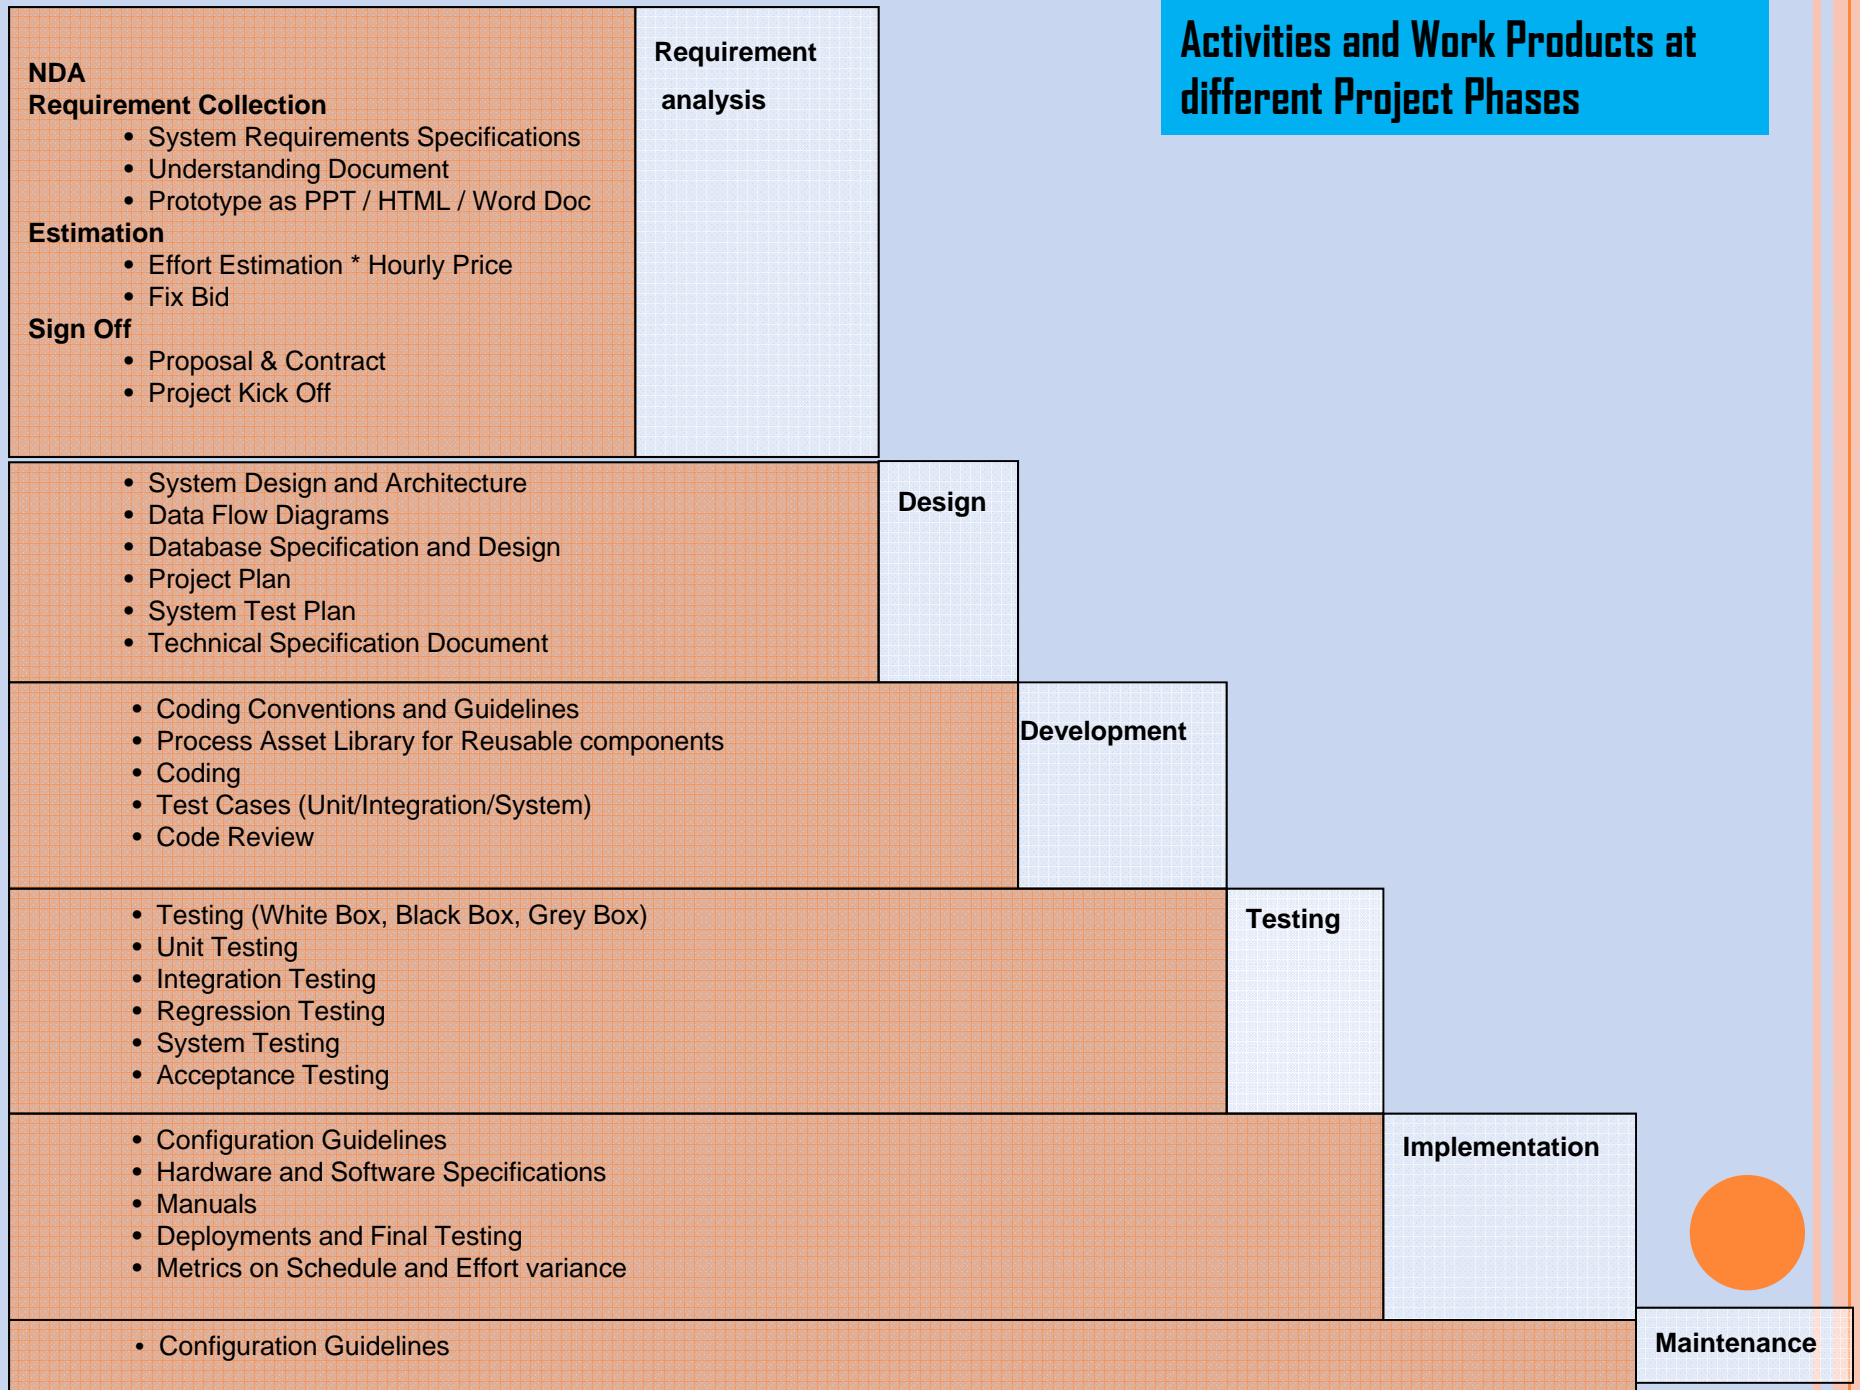 Activities and Work Products at
different Project Phases
NDA
Requirement Collection
• System Requirements Specifications
• Understanding Document
• Prototype as PPT / HTML / Word Doc
Estimation
• Effort Estimation * Hourly Price
• Fix Bid
Sign Off
• Proposal & Contract
• Project Kick Off
Requirement
analysis
• System Design and Architecture
• Data Flow Diagrams
• Database Specification and Design
• Project Plan
• System Test Plan
• Technical Specification Document
Design
• Coding Conventions and Guidelines
• Process Asset Library for Reusable components
• Coding
• Test Cases (Unit/Integration/System)
• Code Review
Development
• Testing (White Box, Black Box, Grey Box)
• Unit Testing
• Integration Testing
• Regression Testing
• System Testing
• Acceptance Testing
Testing
• Configuration Guidelines
• Hardware and Software Specifications
• Manuals
• Deployments and Final Testing
• Metrics on Schedule and Effort variance
Implementation
• Configuration Guidelines
Maintenance